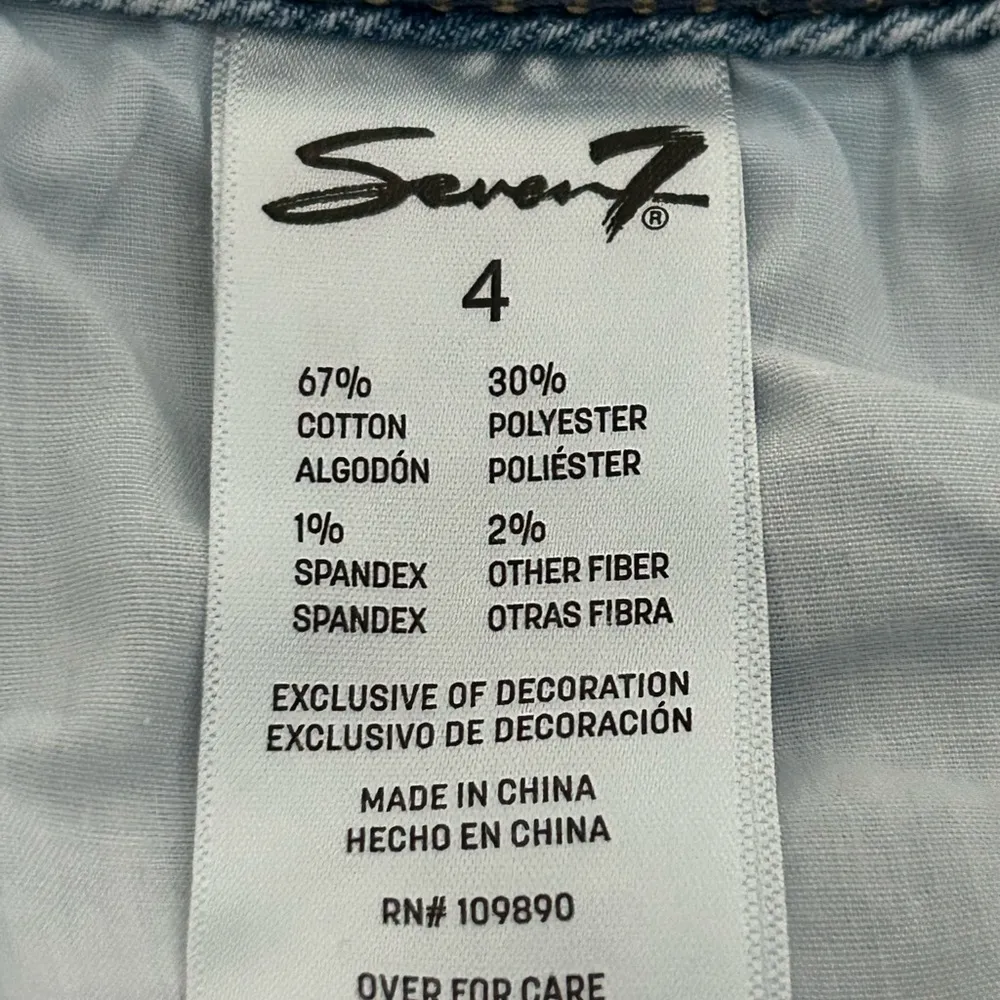 Seven7®
4
67% 30%
COTTON POLYESTER
ALGODÓN POLIÉSTER
1% 2%
SPANDEX OTHER FIBER
SPANDEX OTRAS FIBRA
EXCLUSIVE OF DECORATION
EXCLUSIVO DE DECORACIÓN
MADE IN CHINA
HECHO EN CHINA
RN# 109890
OVER FOR CARE